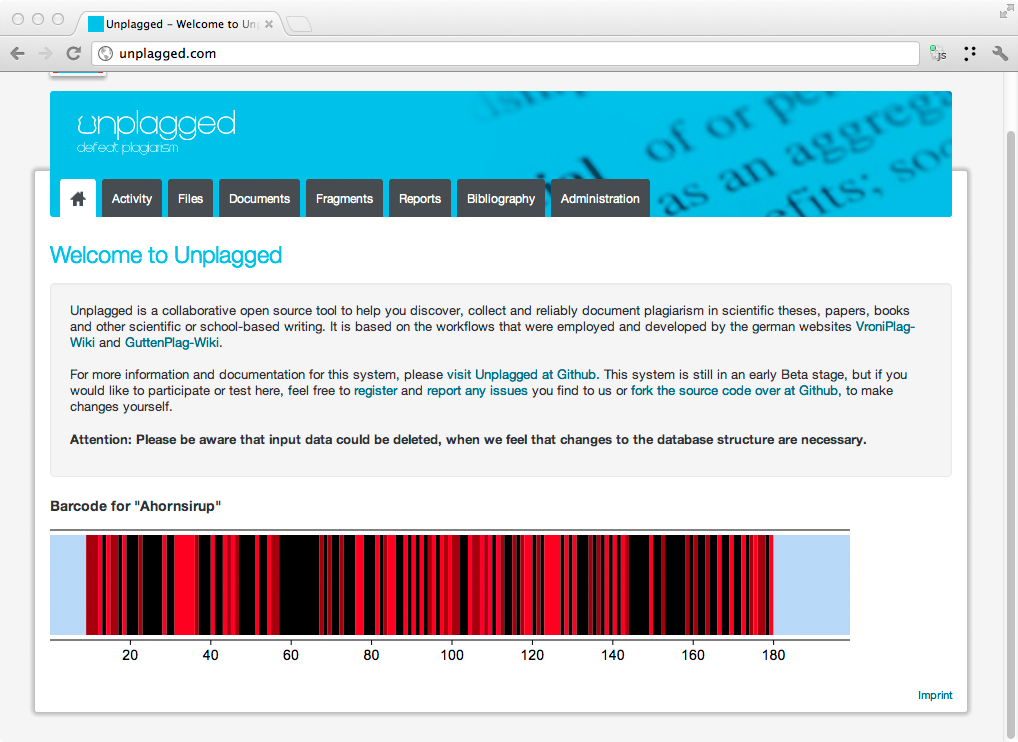 Unplagged – Welcome to Un
unplagged.com
js
unplagged
detect plagiarism
of or pe
as an aggrega
efits; soc
Activity Files Documents Fragments Reports Bibliography Administration
Welcome to Unplagged
Unplagged is a collaborative open source tool to help you discover, collect and reliably document plagiarism in scientific theses, papers, books
and other scientific or school-based writing. It is based on the workflows that were employed and developed by the german websites VroniPlag-
Wiki and GuttenPlag-Wiki.
For more information and documentation for this system, please visit Unplagged at Github. This system is still in an early Beta stage, but if you
would like to participate or test here, feel free to register and report any issues you find to us or fork the source code over at Github, to make
changes yourself.
Attention: Please be aware that input data could be deleted, when we feel that changes to the database structure are necessary.
Barcode for "Ahornsirup"
20 40 60 80 100 120 140 160 180
Imprint